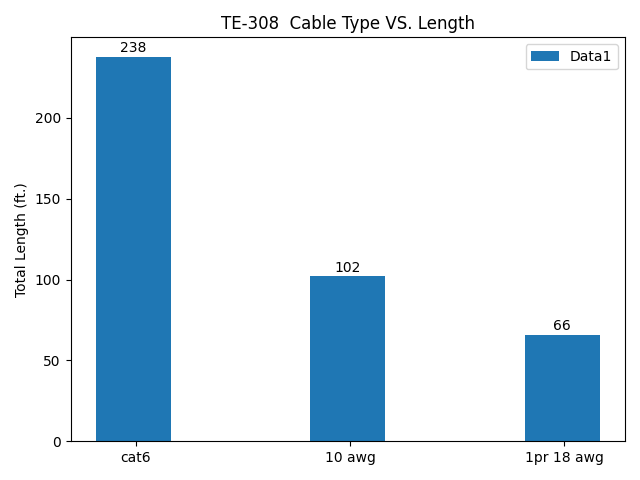 TE-308  Cable Type VS. Length
238
Data1
200
150
Total Length (ft.)
102
100
66
50
0
cat6
10 awg
1pr 18 awg